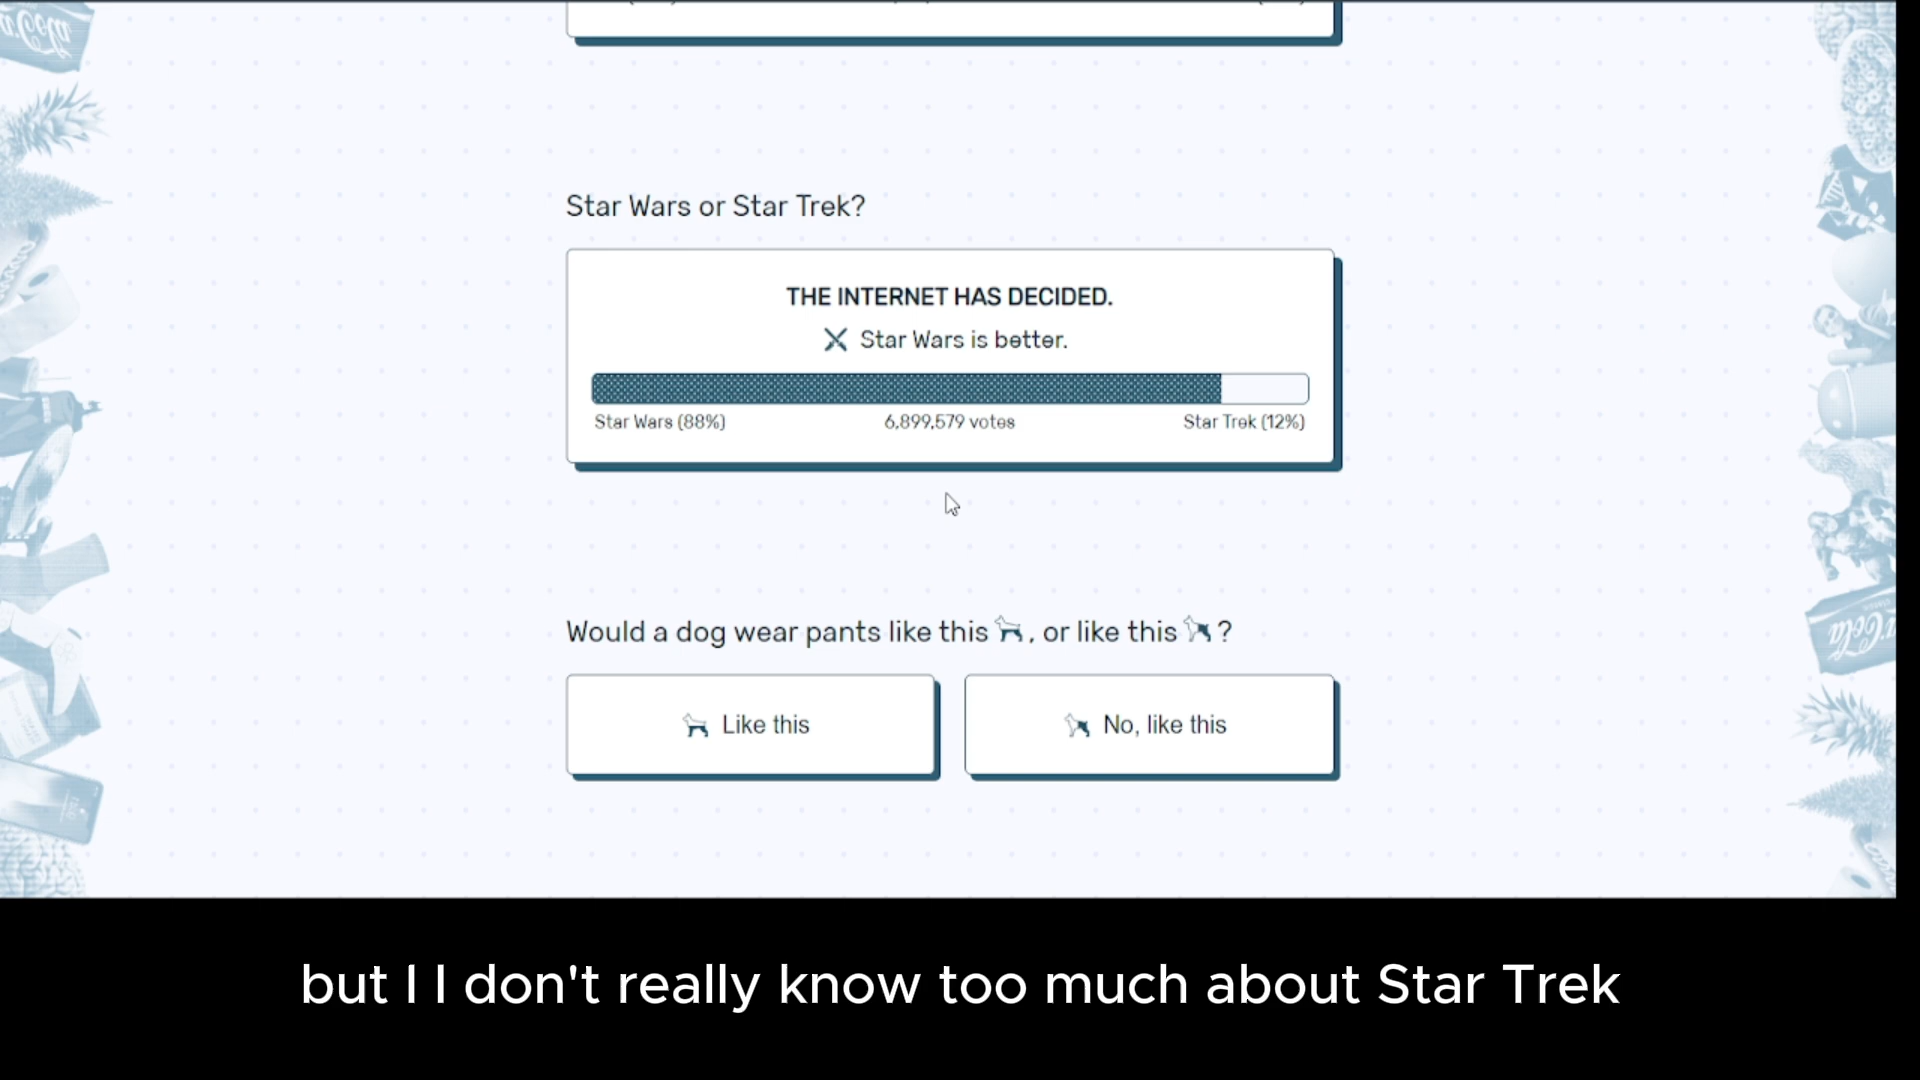 Star Wars or Star Trek?
THE INTERNET HAS DECIDED.
Star Wars is better.
Star Wars (88%) 6,899,579 votes Star Trek (12%)
Would a dog wear pants like this , or like this ?
Like this
No, like this
but I I don't really know too much about Star Trek